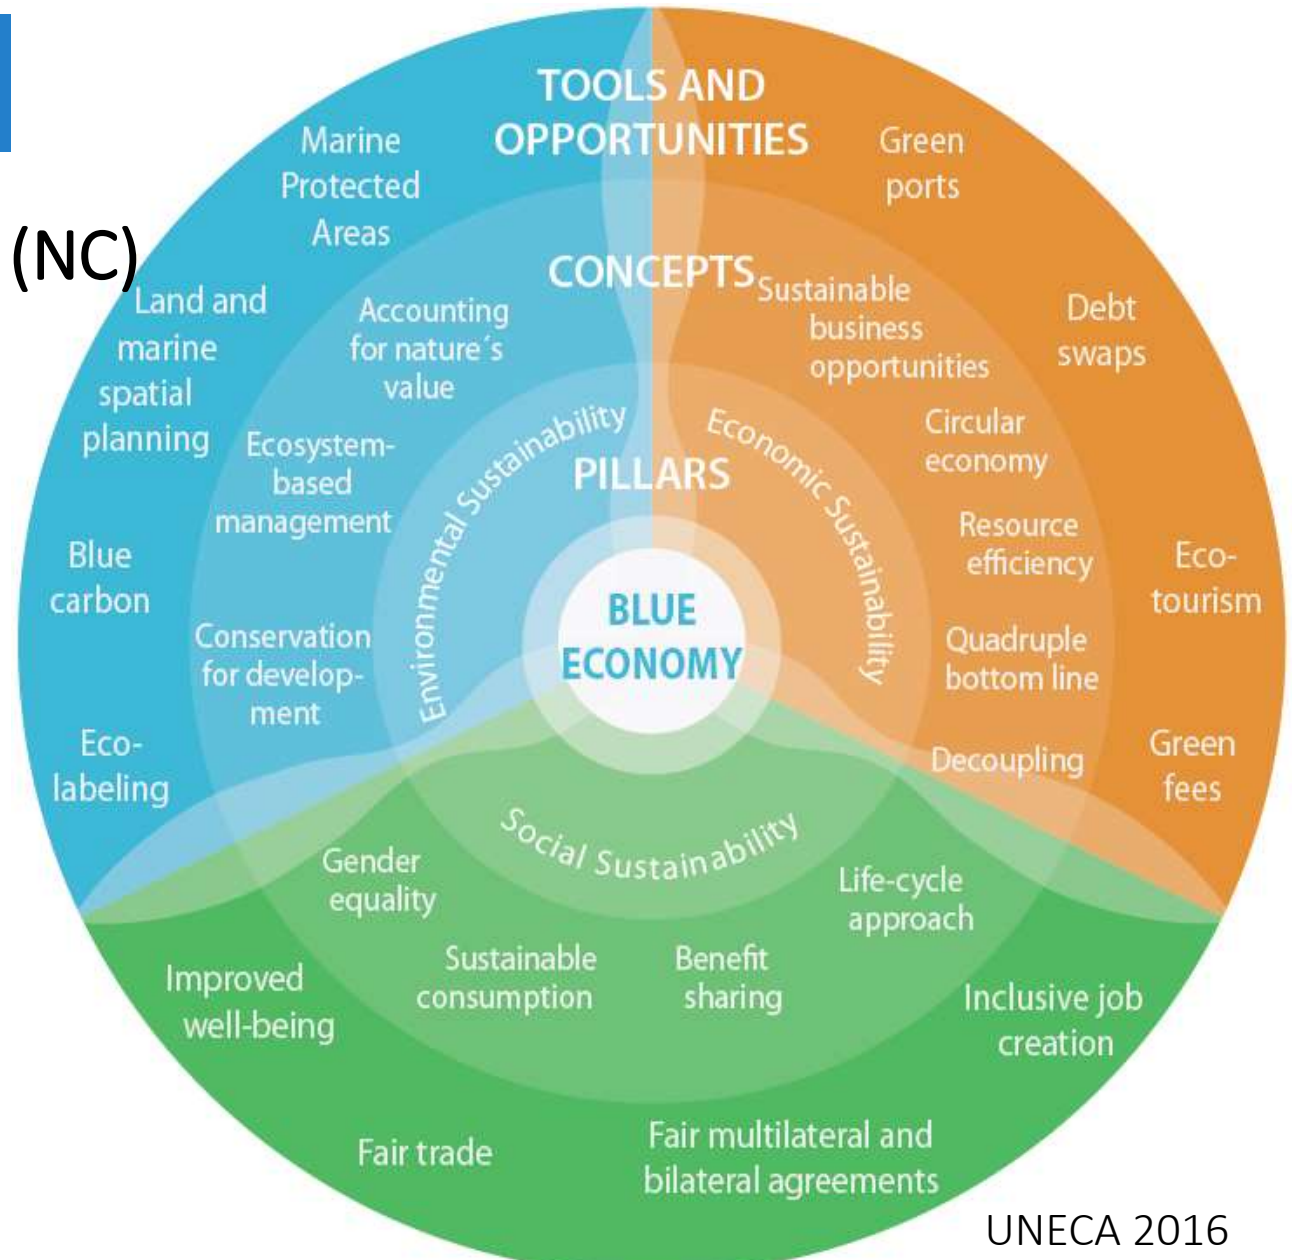 TOOLS AND
OPPORTUNITIES
Marine
Protected
Areas
Green
ports
(NC)
Land and
marine
spatial
planning
CONCEPTS
Accounting
for nature´s
value
Sustainable
business
opportunities
Debt
swaps
Ecosystem-
based
management
Circular
economy
Environmental Sustainability
PILLARS
Economic Sustainability
Resource
efficiency
Blue
carbon
Eco-
tourism
BLUE
ECONOMY
Conservation
for develop-
ment
Quadruple
bottom line
Eco-
labeling
Decoupling
Green
fees
Social Sustainability
Gender
equality
Life-cycle
approach
Sustainable
consumption
Benefit
sharing
Improved
well-being
Inclusive job
creation
Fair trade
Fair multilateral and
bilateral agreements
UNECA 2016